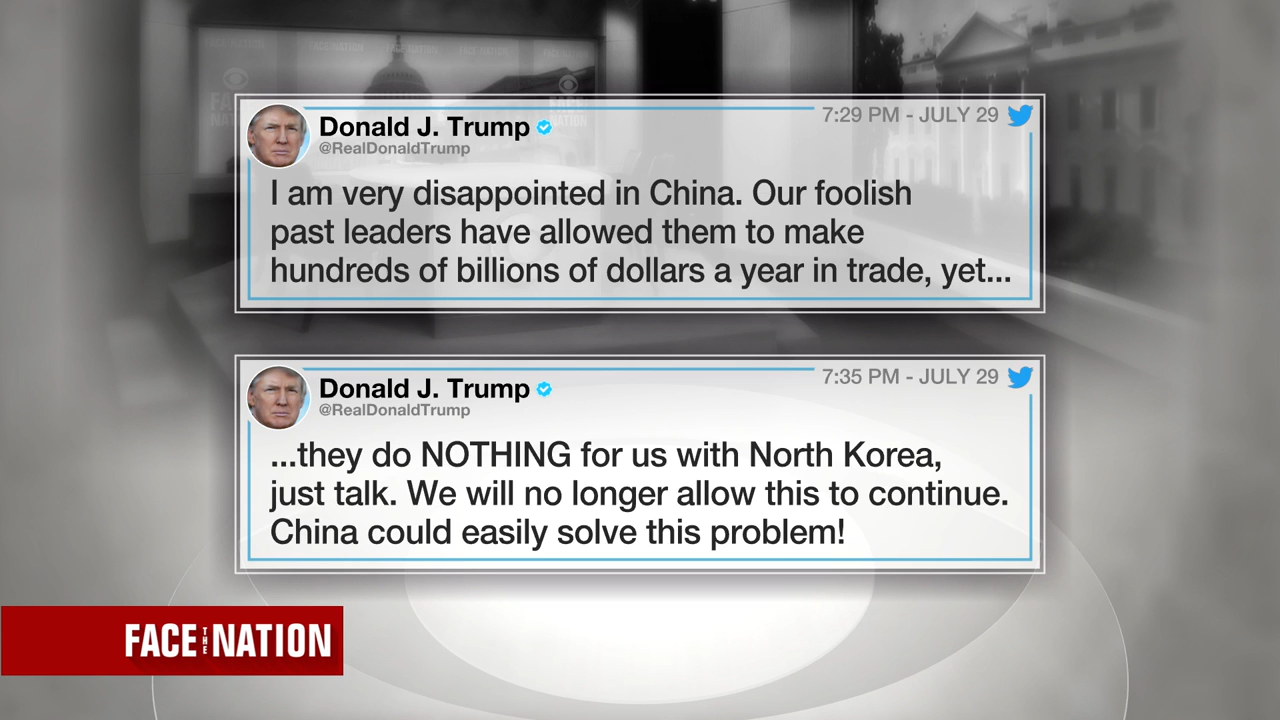 Donald J. Trump
@RealDonaldTrump
7:29 PM - JULY 29
I am very disappointed in China. Our foolish
past leaders have allowed them to make
hundreds of billions of dollars a year in trade, yet...
Donald J. Trump
@RealDonaldTrump
7:35 PM - JULY 29
...they do NOTHING for us with North Korea,
just talk. We will no longer allow this to continue.
China could easily solve this problem!
FACE THE NATION